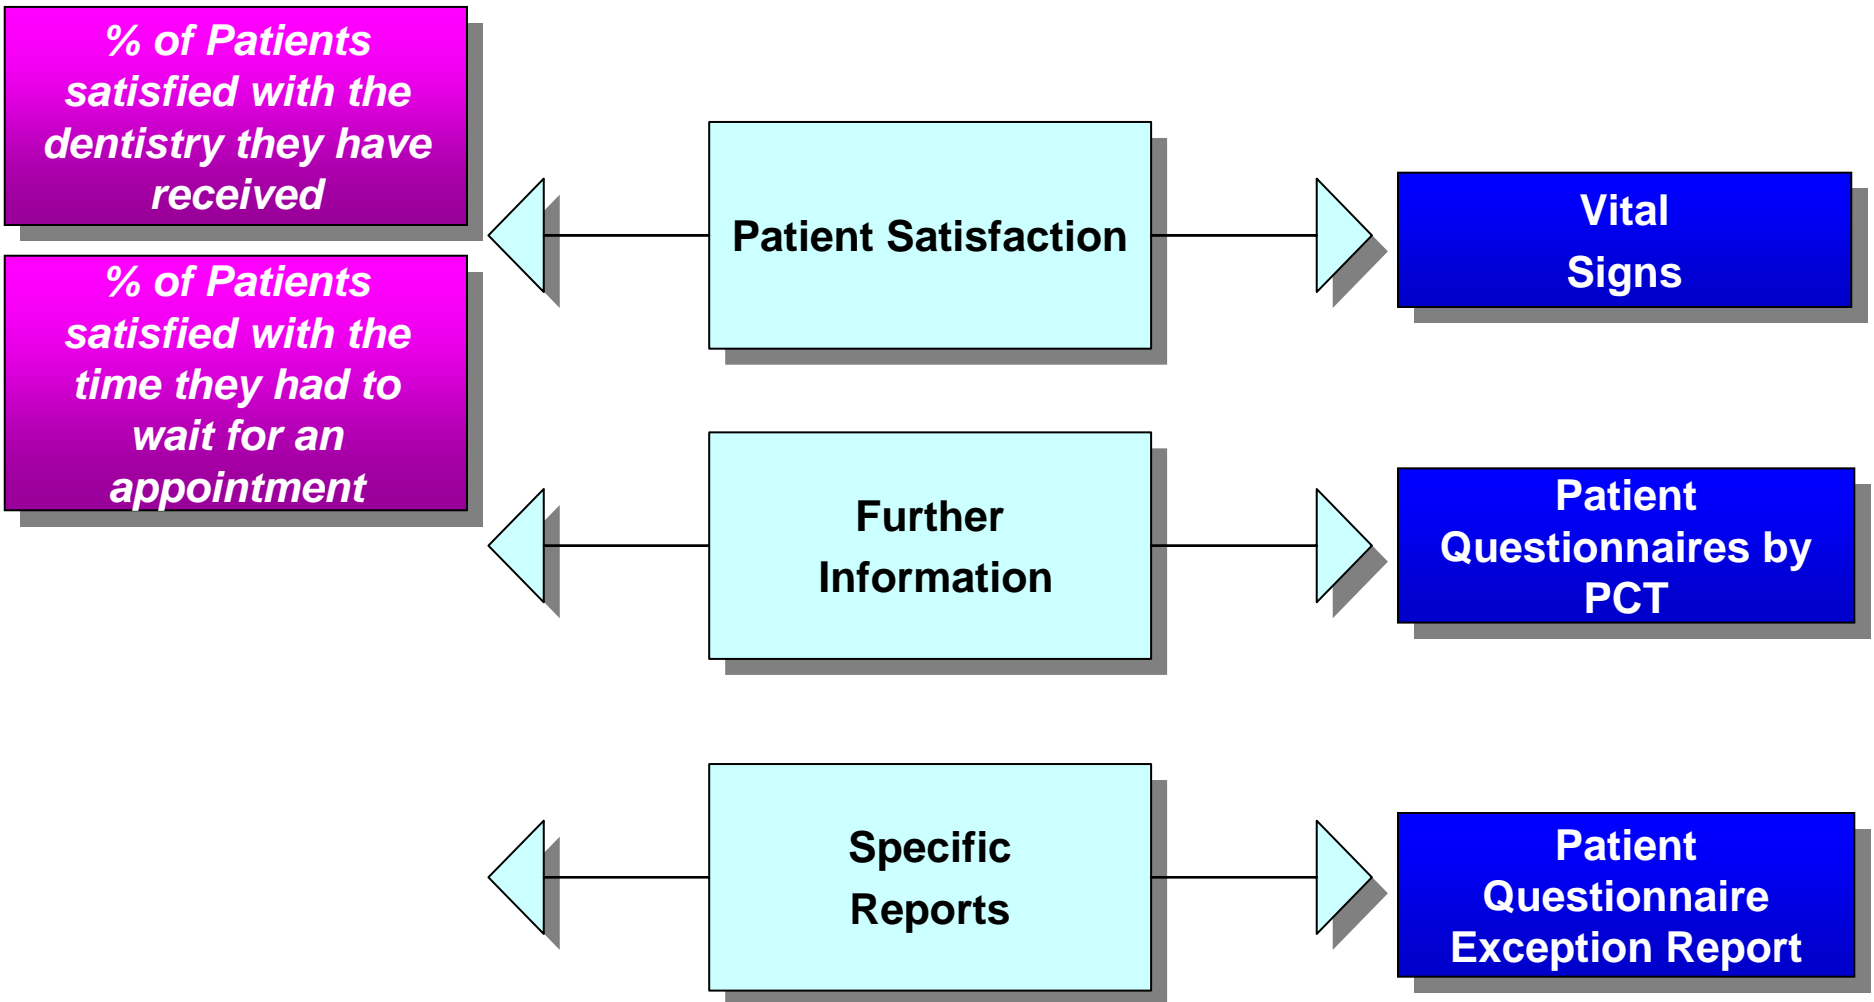 % of Patients
satisfied with the
dentistry they have
received
% of Patients
satisfied with the
time they had to
wait for an
appointment
Patient Satisfaction
Vital
Signs
Further
Information
Patient
Questionnaires by
PCT
Specific
Reports
Patient
Questionnaire
Exception Report